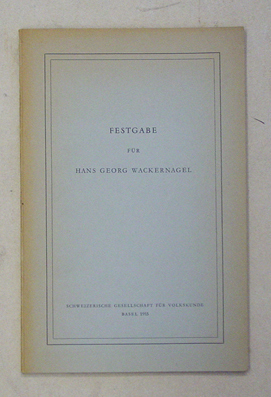 FESTGABE
FÜR
HANS GEORG WACKERNAGEL
SCHWEIZERISCHE GESELLSCHAFT FÜR VOLKSKUNDE
BASEL